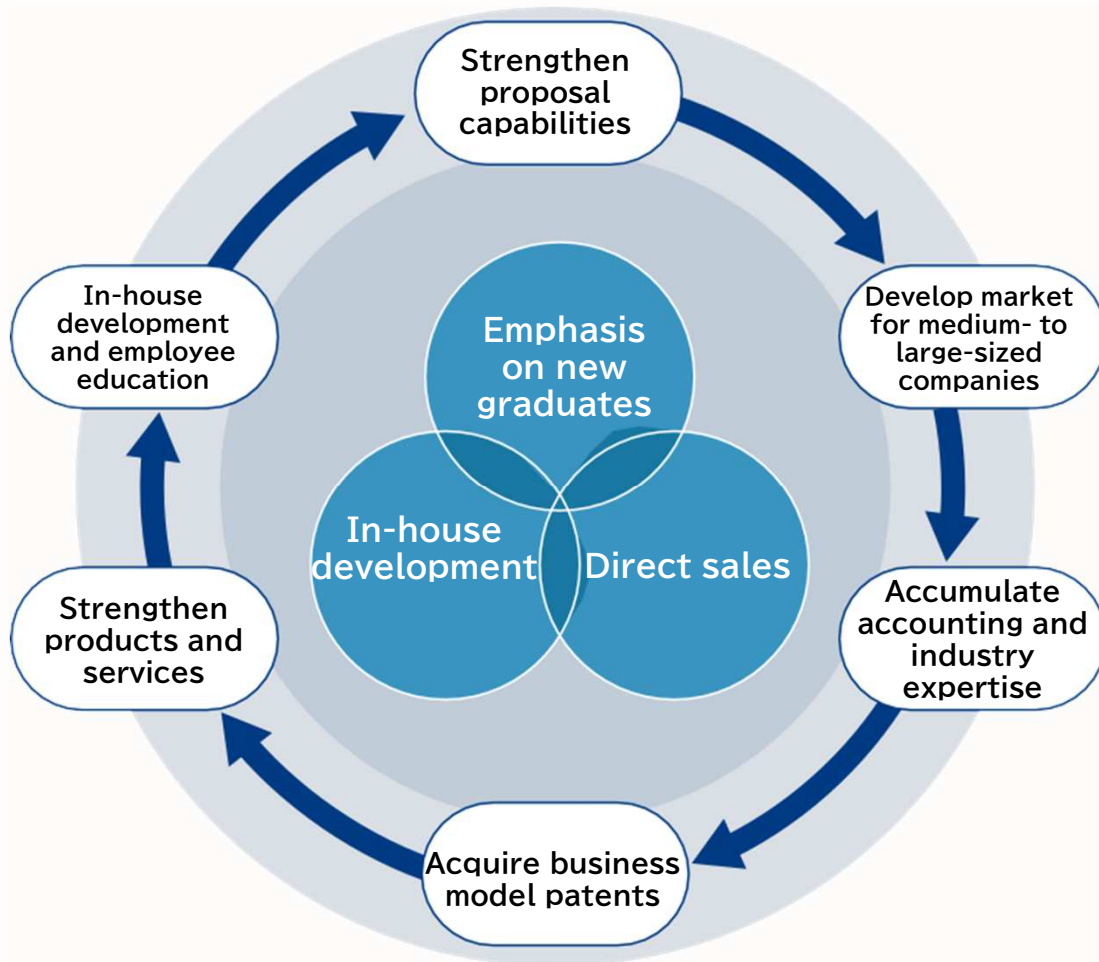 Strengthen
proposal
capabilities
Develop market
for medium- to
large-sized
companies
Accumulate
accounting and
industry
expertise
Acquire business
model patents
Strengthen
products and
services
In-house
development
and employee
education
Emphasis
on new
graduates
In-house
development
Direct sales